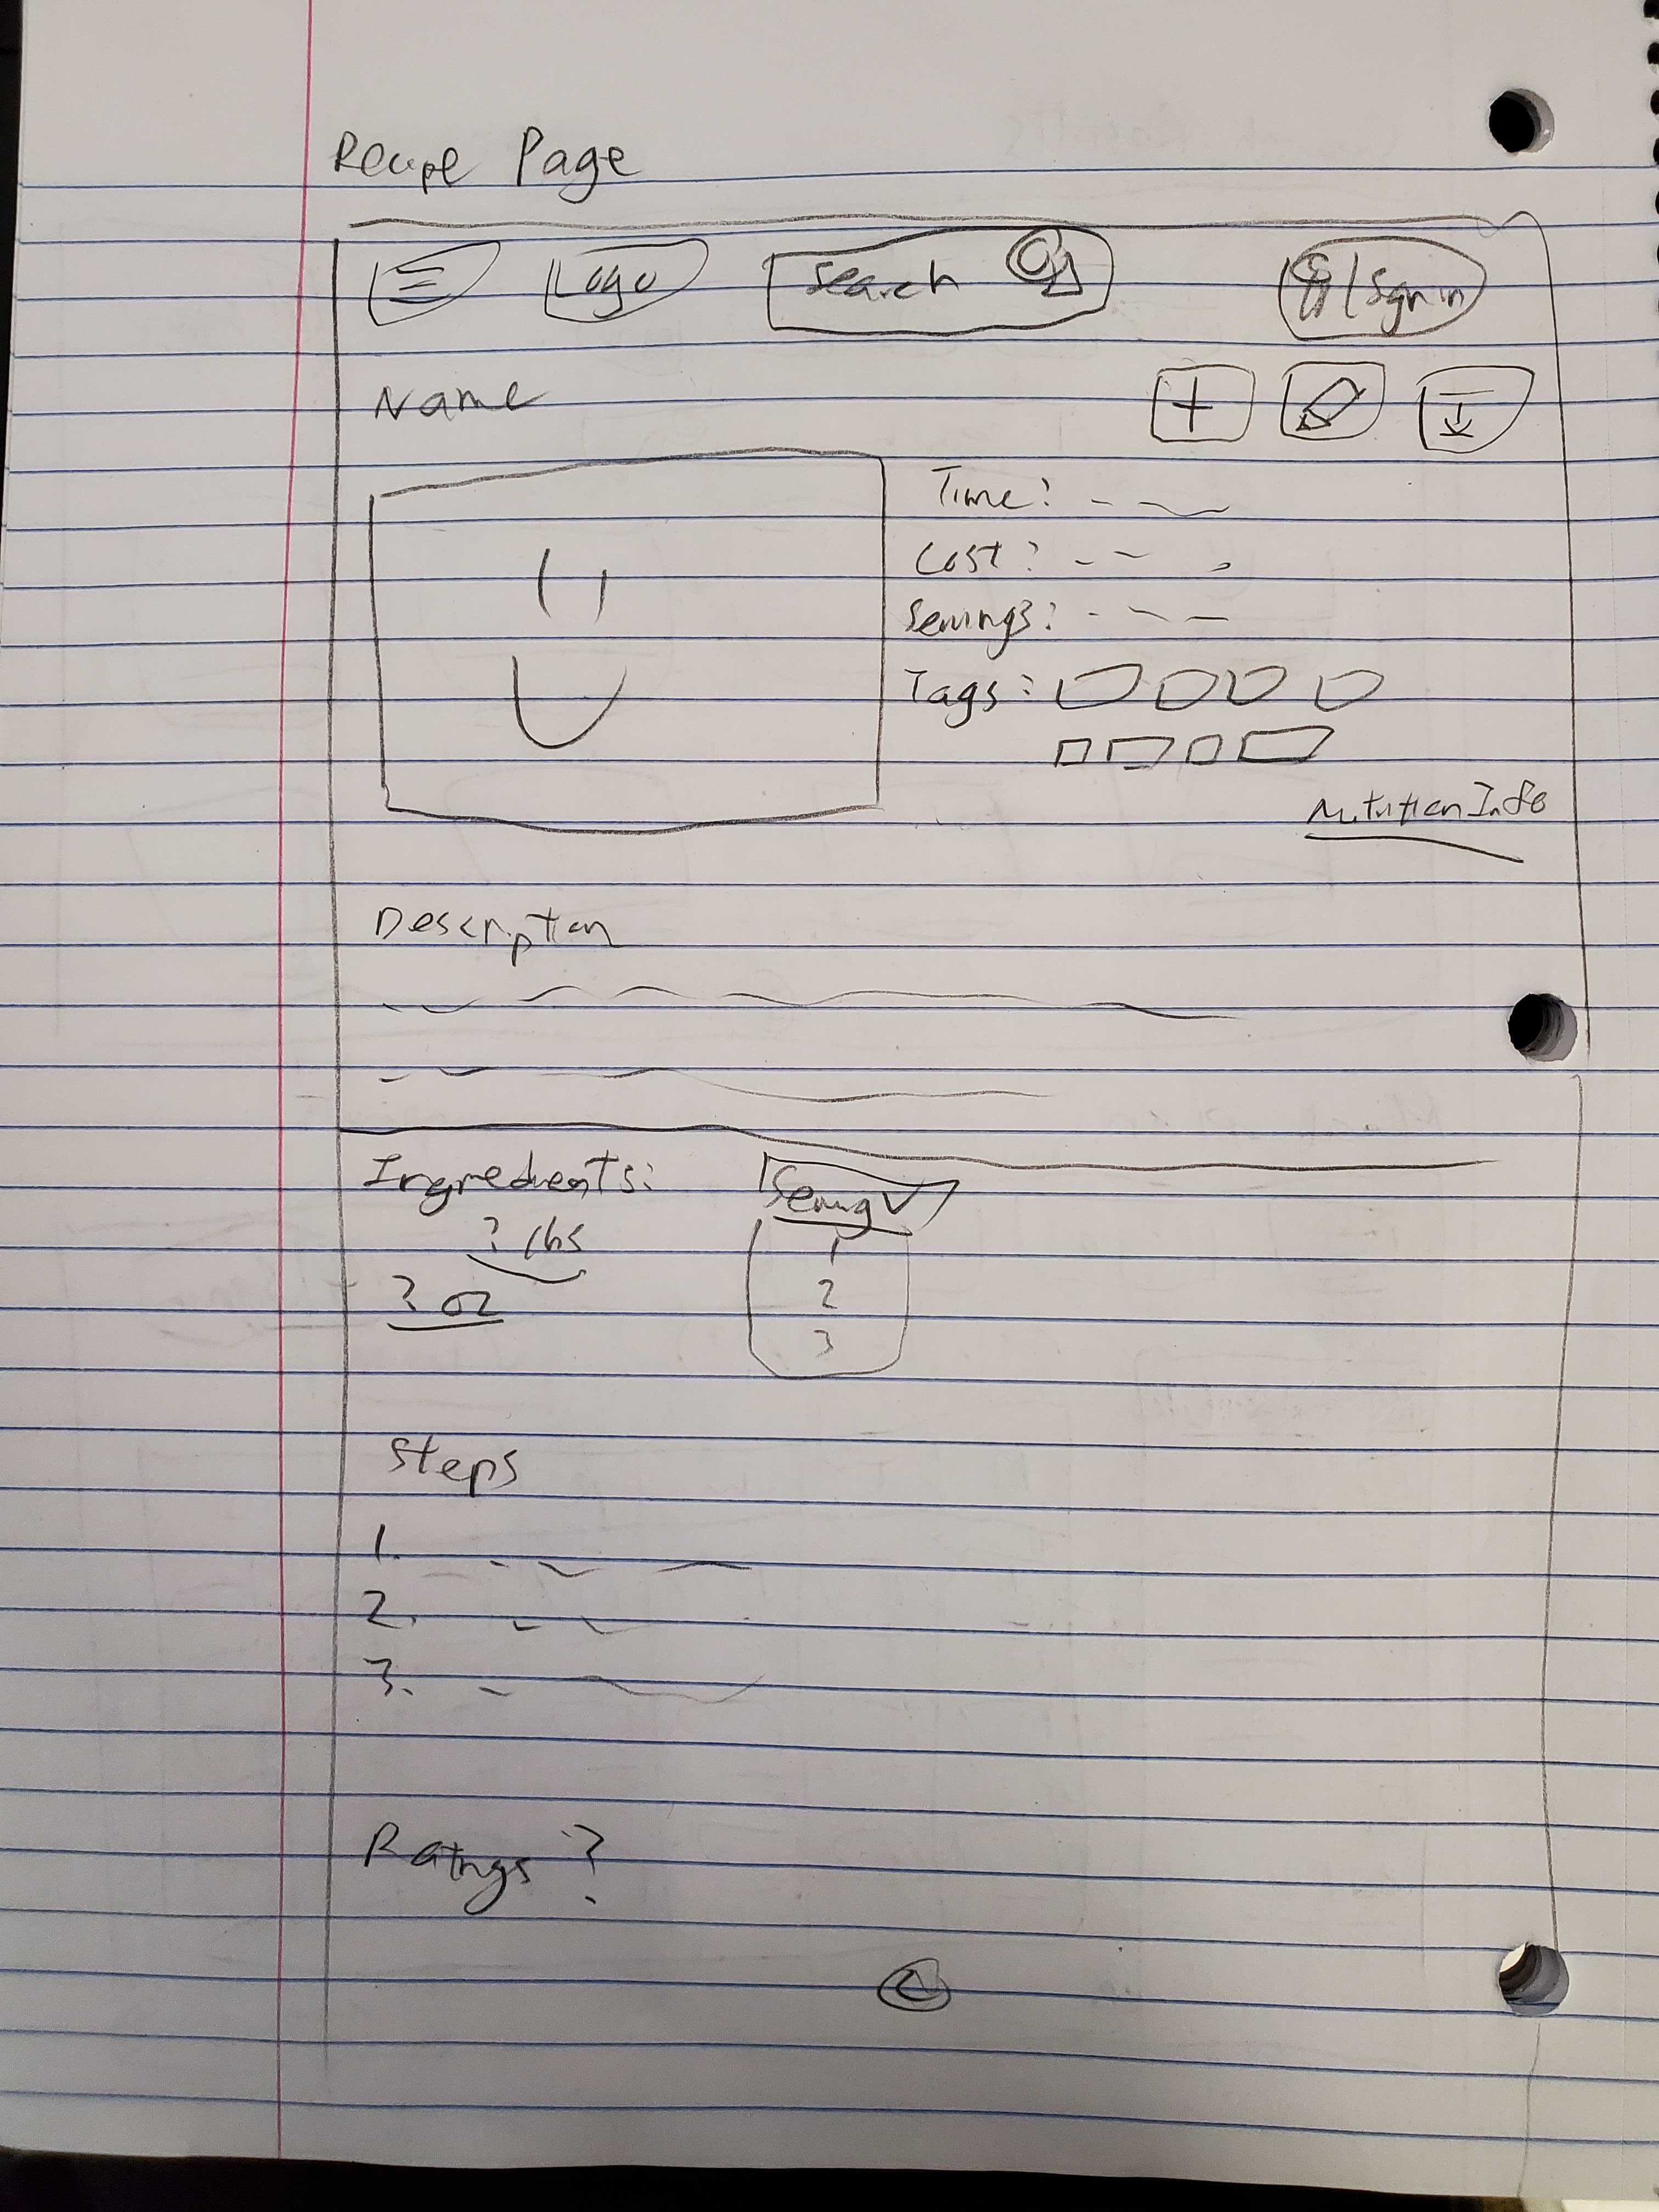 Recipe Page
Logo Search Sign in
Name +
Time:
Cost:
Servings:
Tags:
Nutrition Info
Description
Ingredients: Serving
? lbs 1
? oz 2
3
Steps
1.
2.
3.
Ratings?